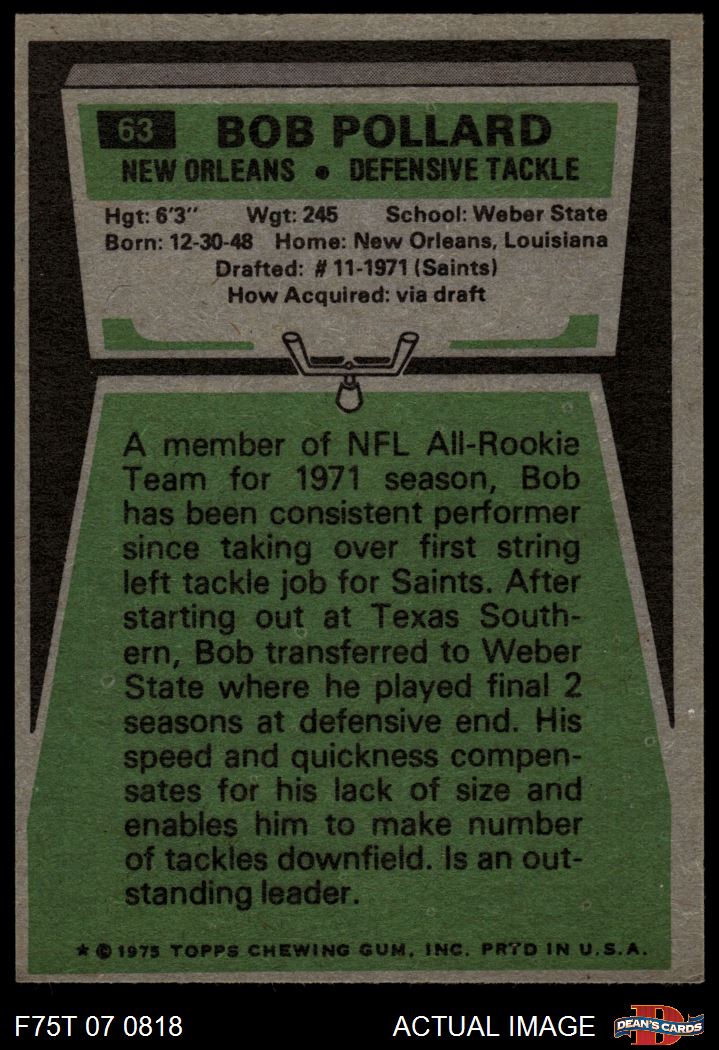 63 BOB POLLARD
NEW ORLEANS • DEFENSIVE TACKLE
Hgt: 6'3" Wgt: 245 School: Weber State
Born: 12-30-48 Home: New Orleans, Louisiana
Drafted: # 11-1971 (Saints)
How Acquired: via draft
A member of NFL All-Rookie
Team for 1971 season, Bob
has been consistent performer
since taking over first string
left tackle job for Saints. After
starting out at Texas South-
ern, Bob transferred to Weber
State where he played final 2
seasons at defensive end. His
speed and quickness compen-
sates for his lack of size and
enables him to make number
of tackles downfield. Is an out-
standing leader.
★ © 1975 TOPPS CHEWING GUM, INC. PRTD IN U.S.A.
F75T 07 0818 ACTUAL IMAGE D DEAN'S CARDS